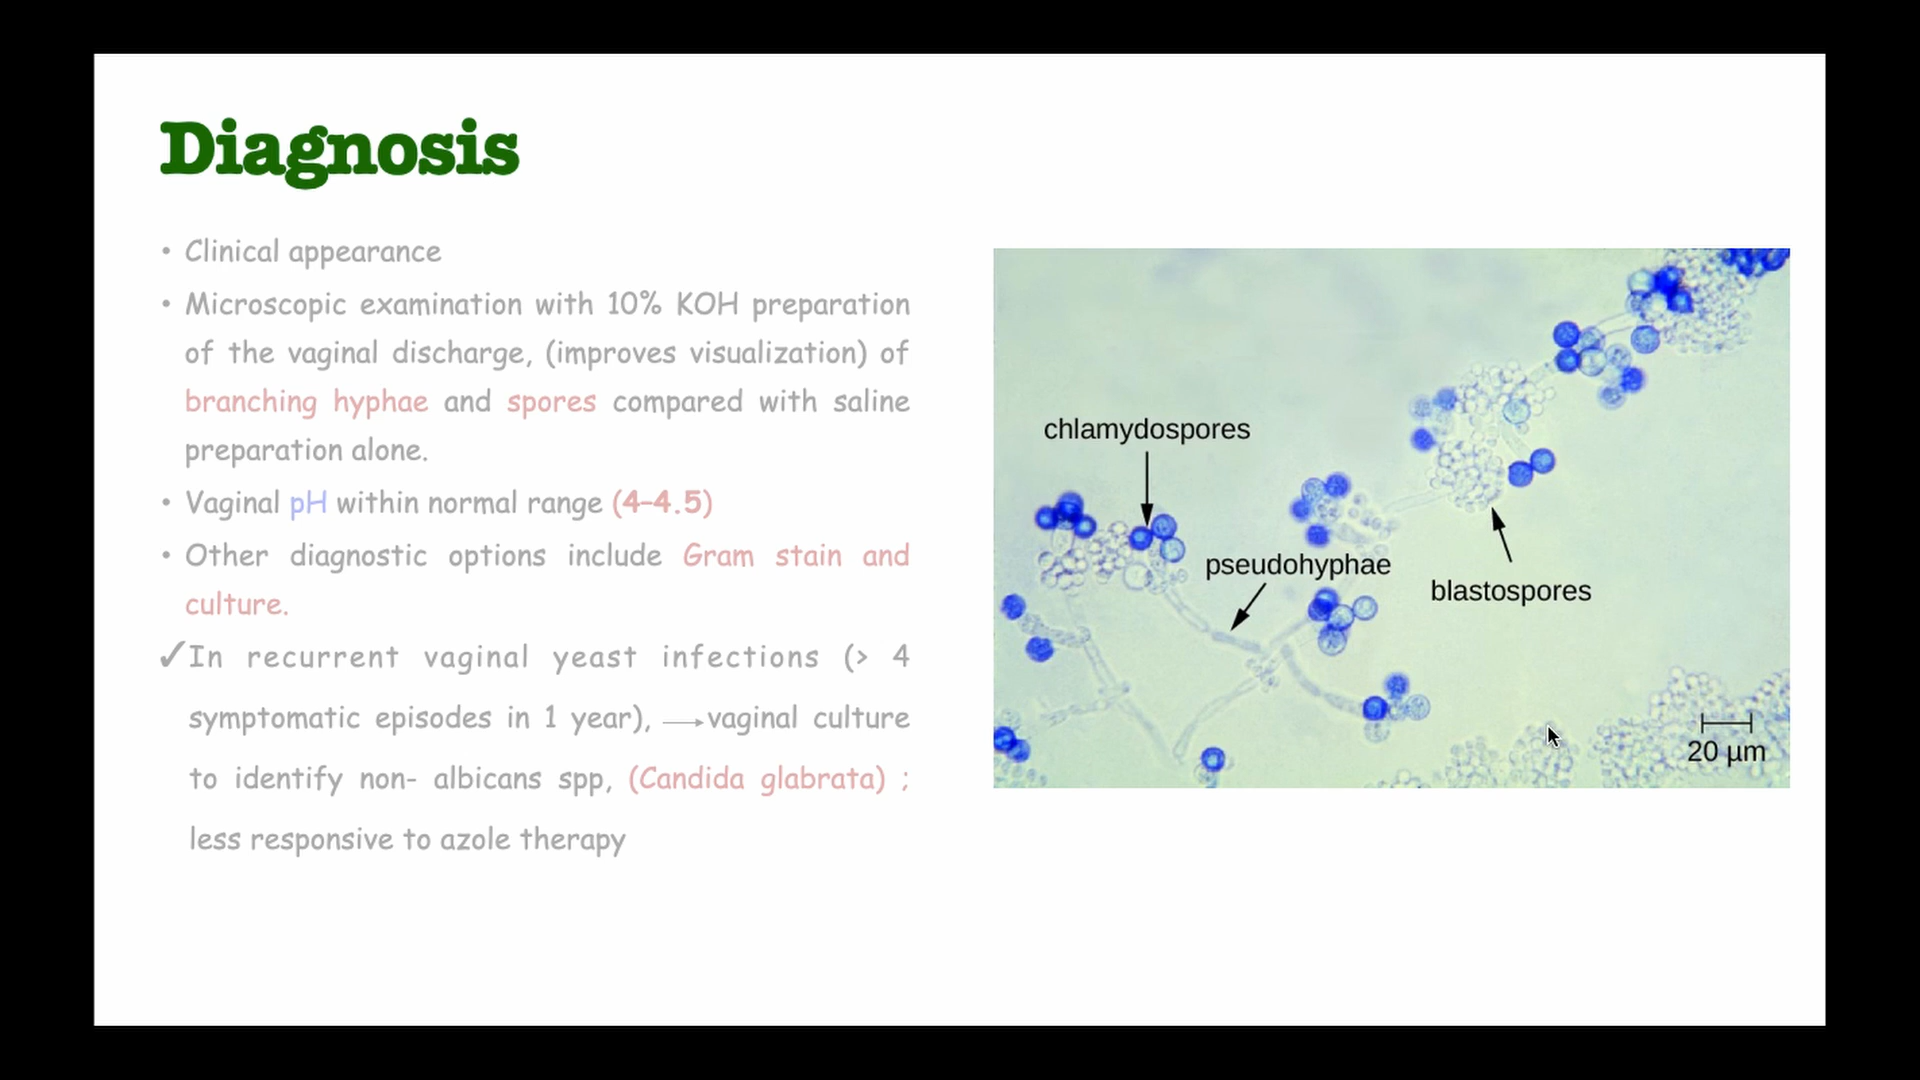 Diagnosis
• Clinical appearance
• Microscopic examination with 10% KOH preparation
of the vaginal discharge, (improves visualization) of
branching hyphae and spores compared with saline
preparation alone.
• Vaginal pH within normal range (4–4.5)
• Other diagnostic options include Gram stain and
culture.
✓In recurrent vaginal yeast infections (> 4
symptomatic episodes in 1 year), ⟶vaginal culture
to identify non- albicans spp, (Candida glabrata) ;
less responsive to azole therapy
chlamydospores
pseudohyphae
blastospores
20 µm